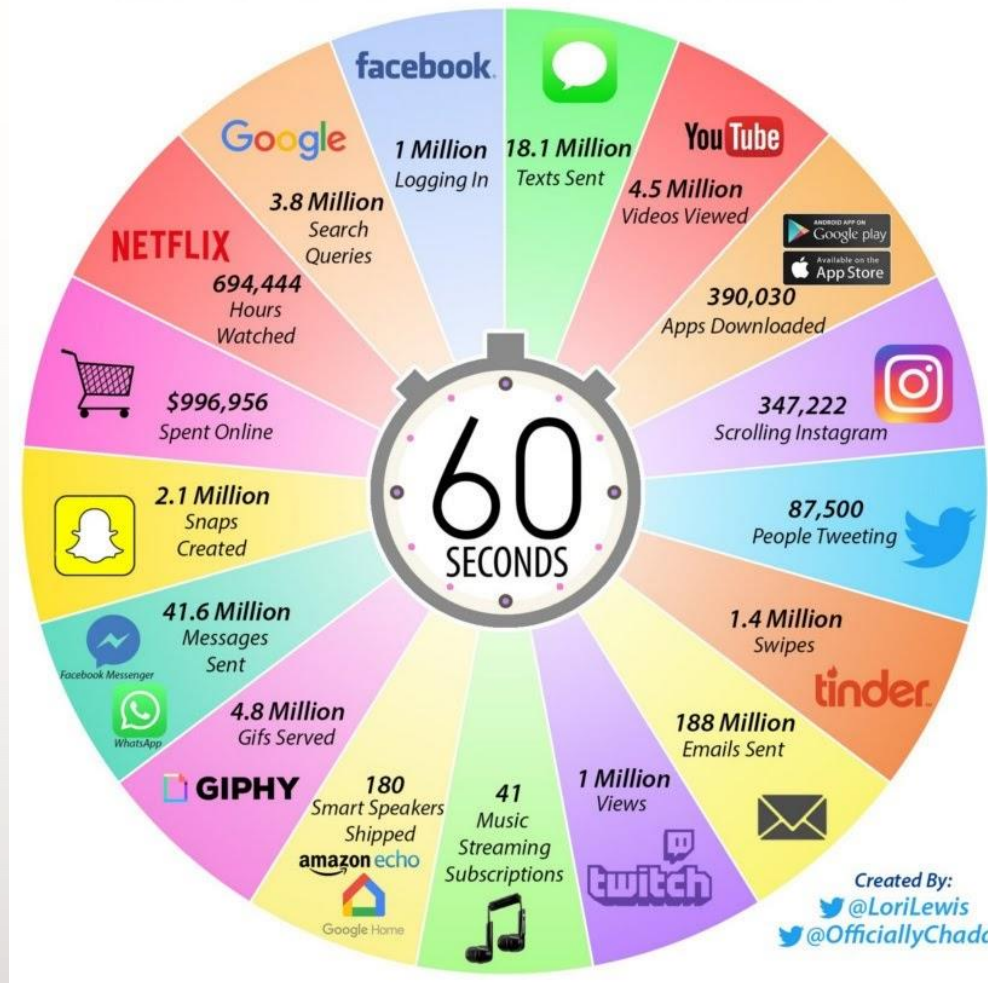 facebook
1 Million
Logging In
18.1 Million
Texts Sent
You Tube
4.5 Million
Videos Viewed
ANDROID APP ON
Google play
Available on the
App Store
390,030
Apps Downloaded
347,222
Scrolling Instagram
87,500
People Tweeting
1.4 Million
Swipes
tinder
188 Million
Emails Sent
1 Million
Views
twitch
41
Music
Streaming
Subscriptions
180
Smart Speakers
Shipped
amazon echo
Google Home
4.8 Million
Gifs Served
GIPHY
41.6 Million
Messages
Sent
Facebook Messenger
WhatsApp
2.1 Million
Snaps
Created
$996,956
Spent Online
NETFLIX
694,444
Hours
Watched
Google
3.8 Million
Search
Queries
60
SECONDS
Created By:
@LoriLewis